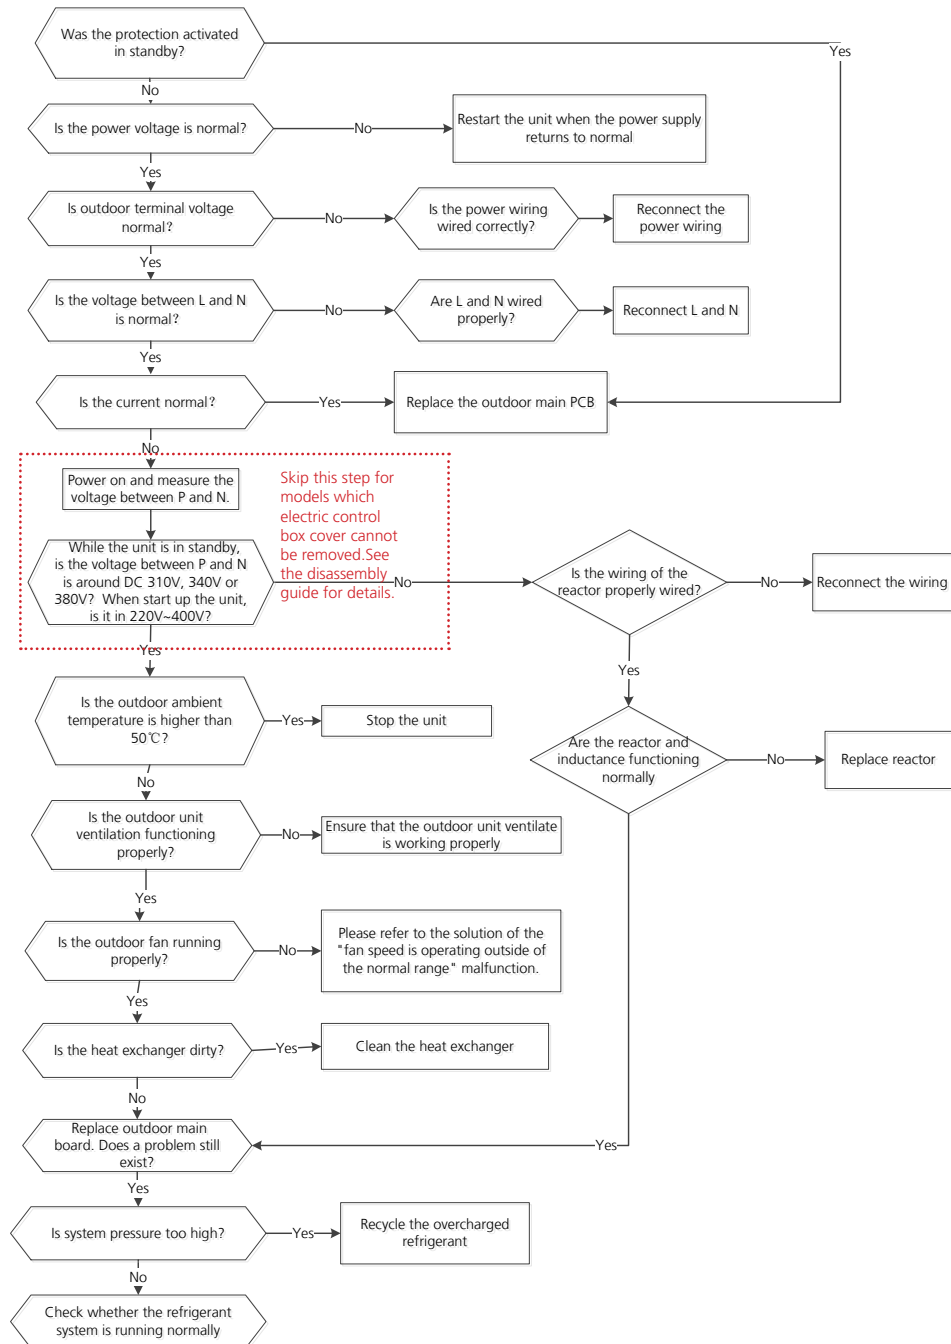 Was the protection activated
in standby?
Yes
No
Is the power voltage is normal?
No
Restart the unit when the power supply
returns to normal
Yes
Is outdoor terminal voltage
normal?
No
Is the power wiring
wired correctly?
Reconnect the
power wiring
Yes
Is the voltage between L and N
is normal?
No
Are L and N wired
properly?
Reconnect L and N
Yes
Is the current normal?
Yes
Replace the outdoor main PCB
No
Power on and measure the
voltage between P and N.
Skip this step for
models which
electric control
box cover cannot
be removed.See
the disassembly
guide for details.
While the unit is in standby,
is the voltage between P and N
is around DC 310V, 340V or
380V? When start up the unit,
is it in 220V~400V?
No
Is the wiring of the
reactor properly wired?
No
Reconnect the wiring
Yes
Yes
Is the outdoor ambient
temperature is higher than
50℃?
Yes
Stop the unit
Are the reactor and
inductance functioning
normally
No
Replace reactor
No
Is the outdoor unit
ventilation functioning
properly?
No
Ensure that the outdoor unit ventilate
is working properly
Yes
Is the outdoor fan running
properly?
No
Please refer to the solution of the
"fan speed is operating outside of
the normal range" malfunction.
Yes
Is the heat exchanger dirty?
Yes
Clean the heat exchanger
No
Replace outdoor main
board. Does a problem still
exist?
Yes
Yes
Is system pressure too high?
Yes
Recycle the overcharged
refrigerant
No
Check whether the refrigerant
system is running normally